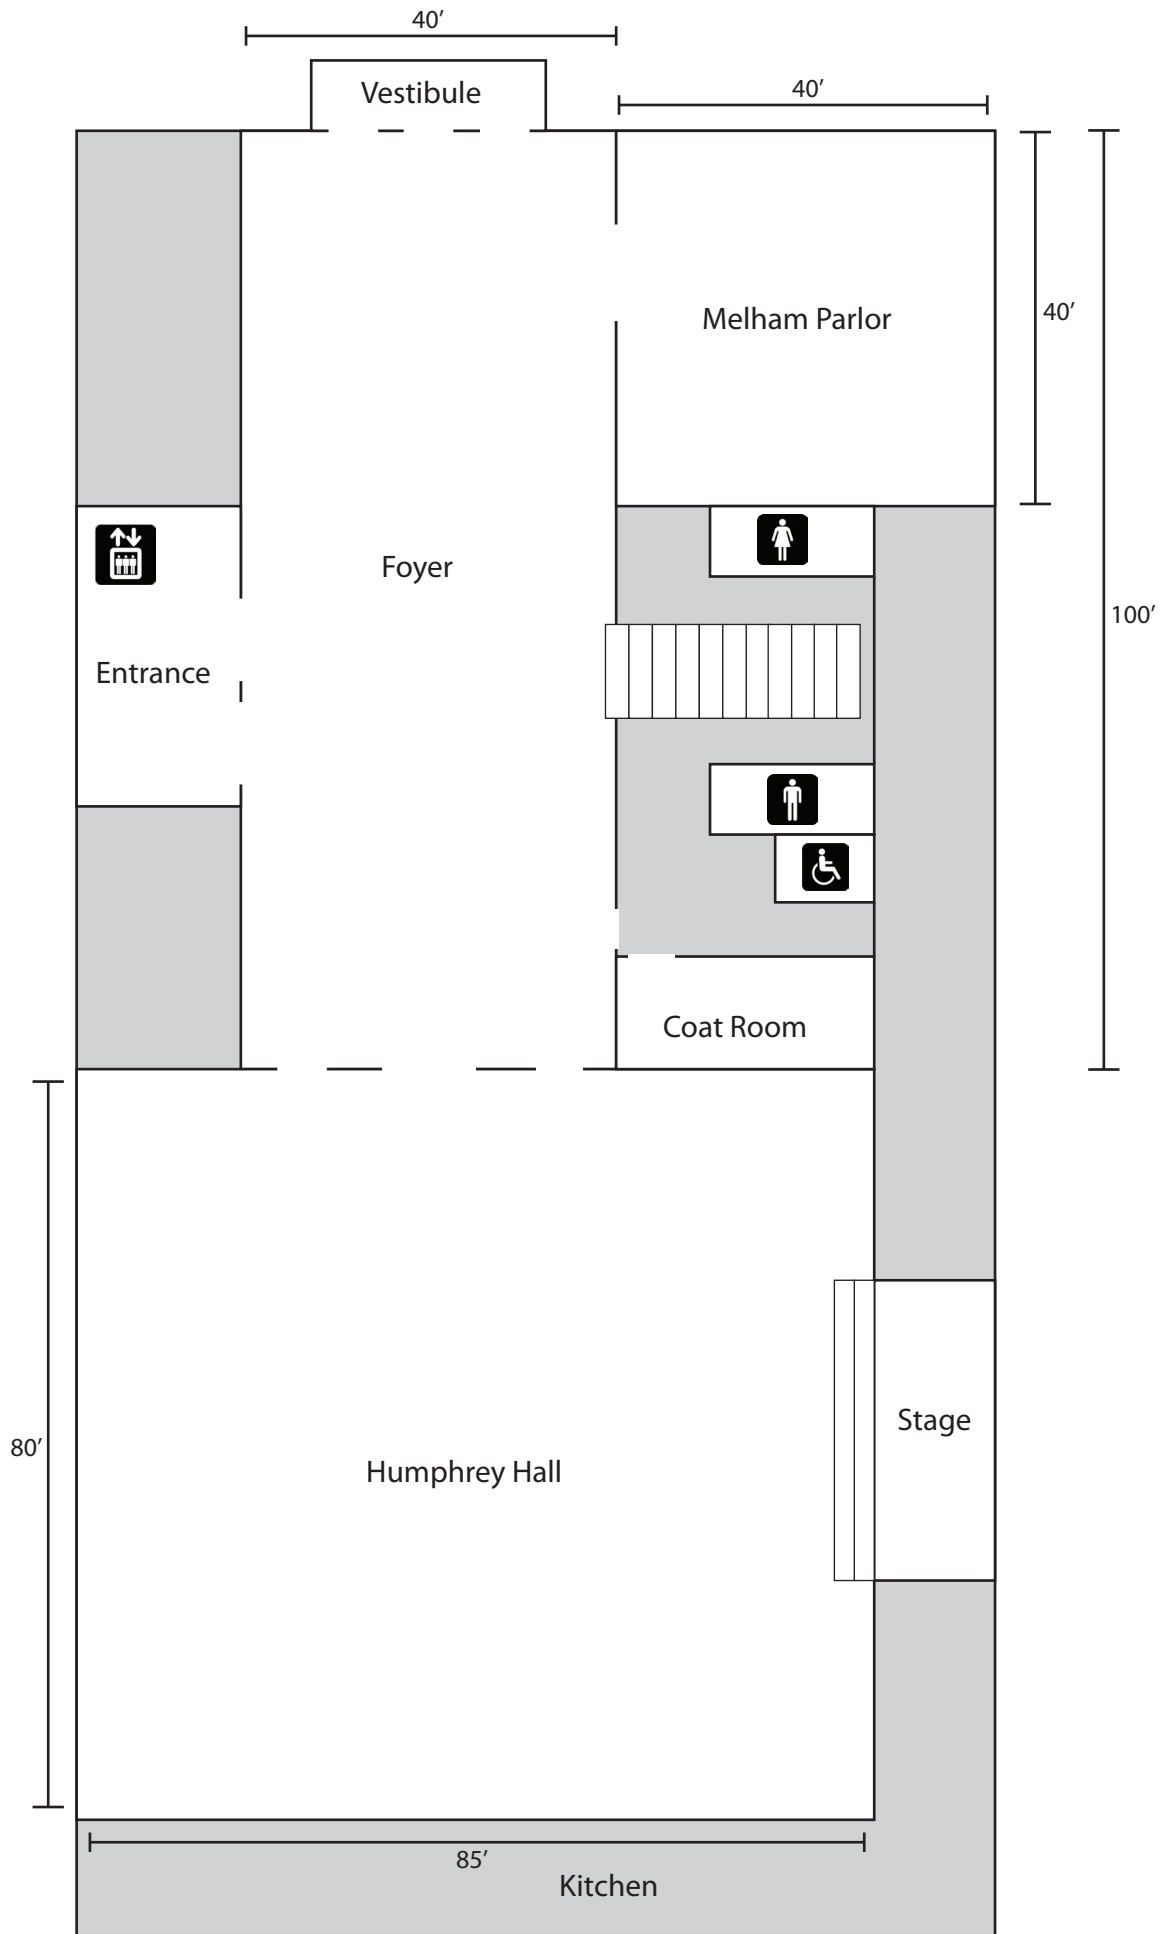 40’
Vestibule
40’
Melham Parlor
40’
Foyer
100’
Entrance
Coat Room
Stage
80’
Humphrey Hall
85’
Kitchen